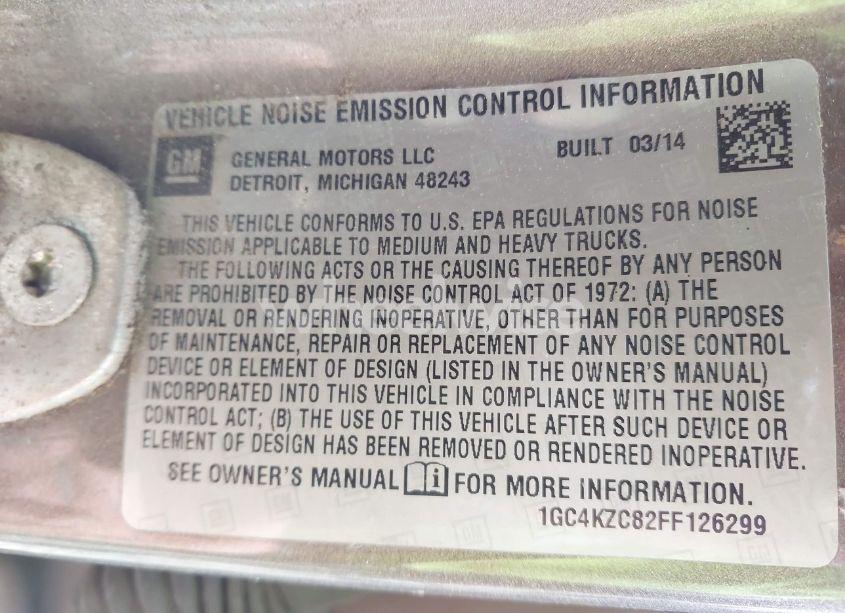 VEHICLE NOISE EMISSION CONTROL INFORMATION
GM
GENERAL MOTORS LLC
BUILT 03/14
DETROIT, MICHIGAN 48243
THIS VEHICLE CONFORMS TO U.S. EPA REGULATIONS FOR NOISE
EMISSION APPLICABLE TO MEDIUM AND HEAVY TRUCKS.
THE FOLLOWING ACTS OR THE CAUSING THEREOF BY ANY PERSON
ARE PROHIBITED BY THE NOISE CONTROL ACT OF 1972: (A) THE
REMOVAL OR RENDERING INOPERATIVE, OTHER THAN FOR PURPOSES
OF MAINTENANCE, REPAIR OR REPLACEMENT OF ANY NOISE CONTROL
DEVICE OR ELEMENT OF DESIGN (LISTED IN THE OWNER'S MANUAL)
INCORPORATED INTO THIS VEHICLE IN COMPLIANCE WITH THE NOISE
CONTROL ACT; (B) THE USE OF THIS VEHICLE AFTER SUCH DEVICE OR
ELEMENT OF DESIGN HAS BEEN REMOVED OR RENDERED INOPERATIVE.
SEE OWNER'S MANUAL i FOR MORE INFORMATION.
1GC4KZC82FF126299